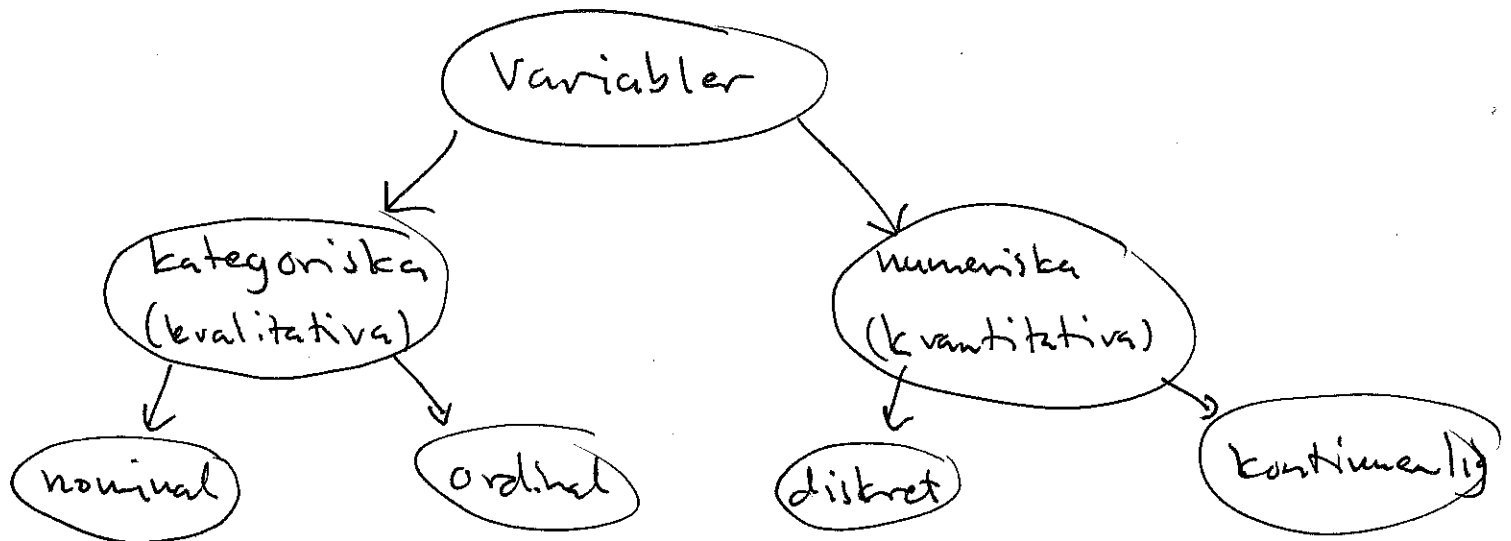 Variabler
kategoriska
(kvalitativa)
numeriska
(kvantitativa)
nominal
ordinal
diskret
kontinuerlig